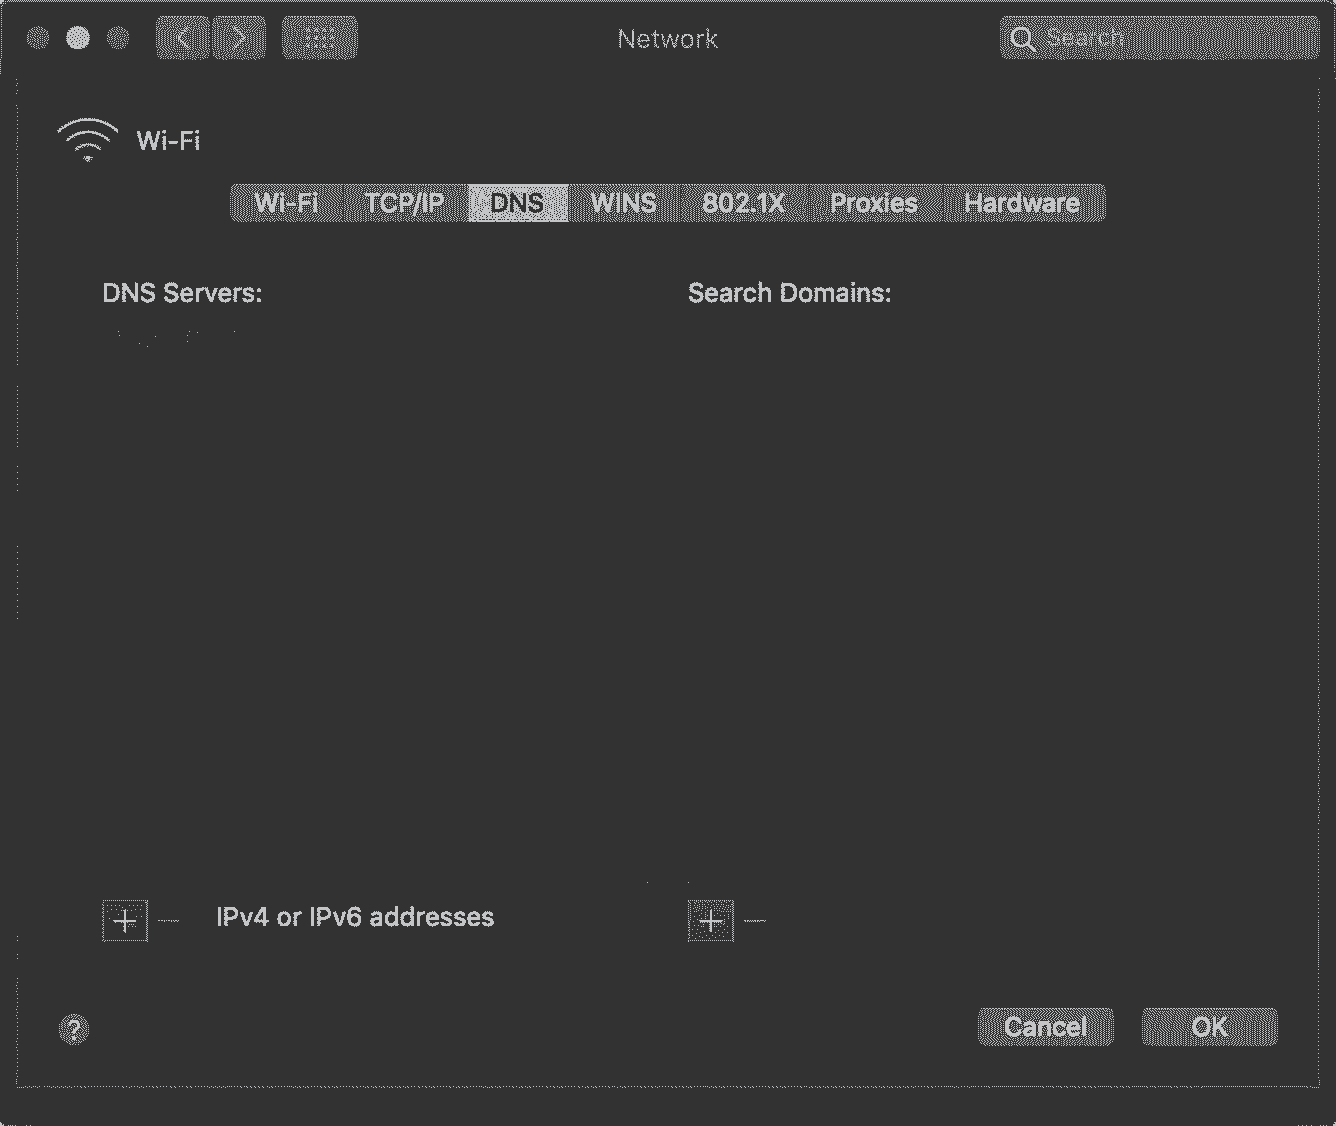 Network
Search
Wi-Fi
Wi-Fi TCP/IP DNS WINS 802.1X Proxies Hardware
DNS Servers:
Search Domains:
+ — IPv4 or IPv6 addresses
+ —
?
Cancel
OK